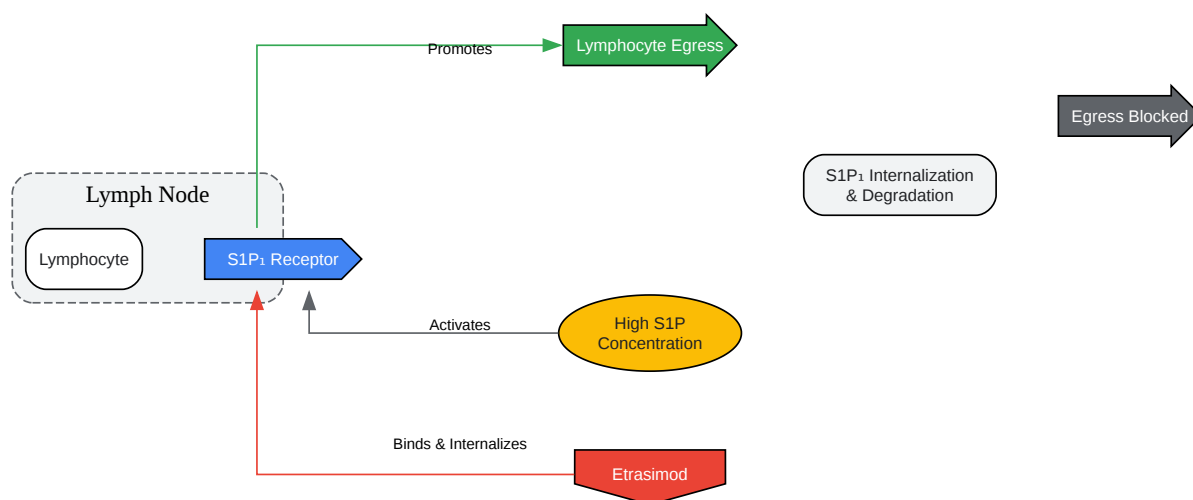 Promotes
Lymphocyte Egress
Egress Blocked
S1P₁ Internalization
& Degradation
Lymph Node
Lymphocyte
S1P₁ Receptor
Activates
High S1P
Concentration
Binds & Internalizes
Etrasimod